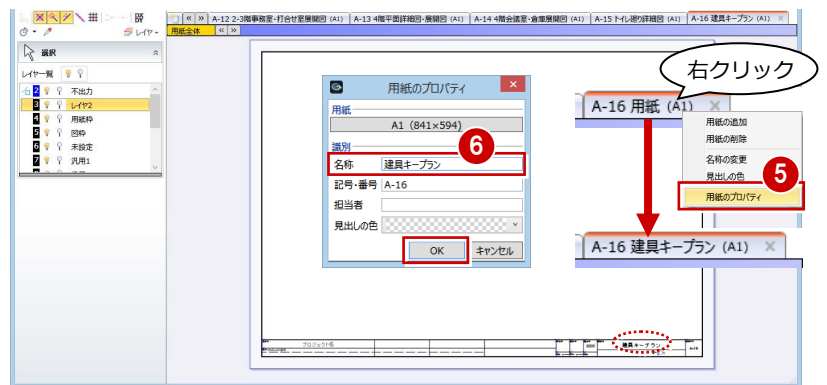 A-12 2-3階事務室・打合せ室展開図 (A1)
A-13 4階平面詳細図・展開図 (A1)
A-14 4階会議室・倉庫展開図 (A1)
A-15 トイレ廻り詳細図 (A1)
A-16 建具キープラン (A1)
レイヤ
用紙全体
選択
レイヤ一覧
2 不出力
3 レイヤ2
4 用紙枠
5 図枠
6 未設定
7 汎用1
用紙のプロパティ
用紙
A1 (841×594)
識別
名称 建具キープラン
記号・番号 A-16
担当者
見出しの色
OK キャンセル
6
右クリック
A-16 用紙 (A1)
用紙の追加
用紙の削除
名称の変更
見出しの色
用紙のプロパティ
5
A-16 建具キープラン (A1)
プロジェクト名
建具キープラン
A-16